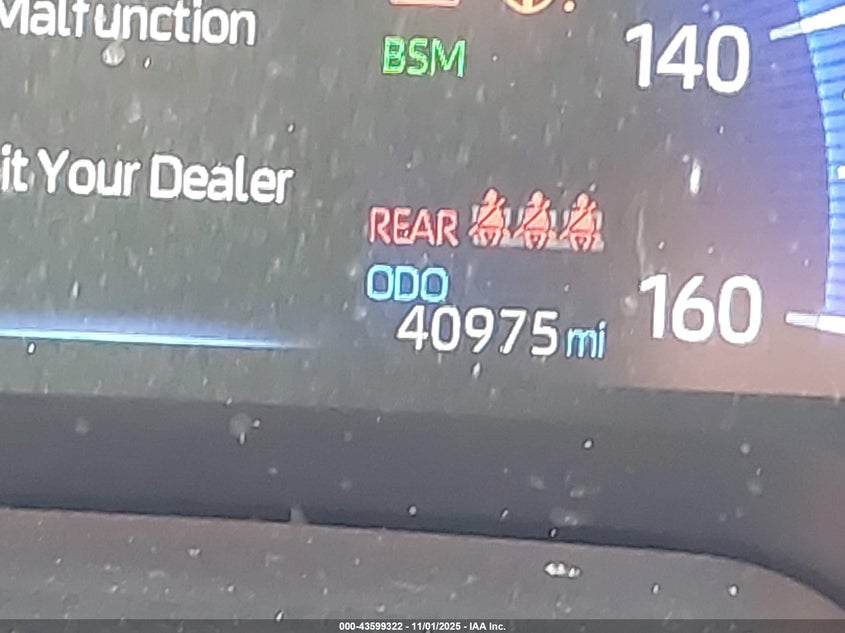 Malfunction
BSM
140
it Your Dealer
REAR
ODO
40975 mi
160
000-43599322 - 11/01/2025 - IAA Inc.